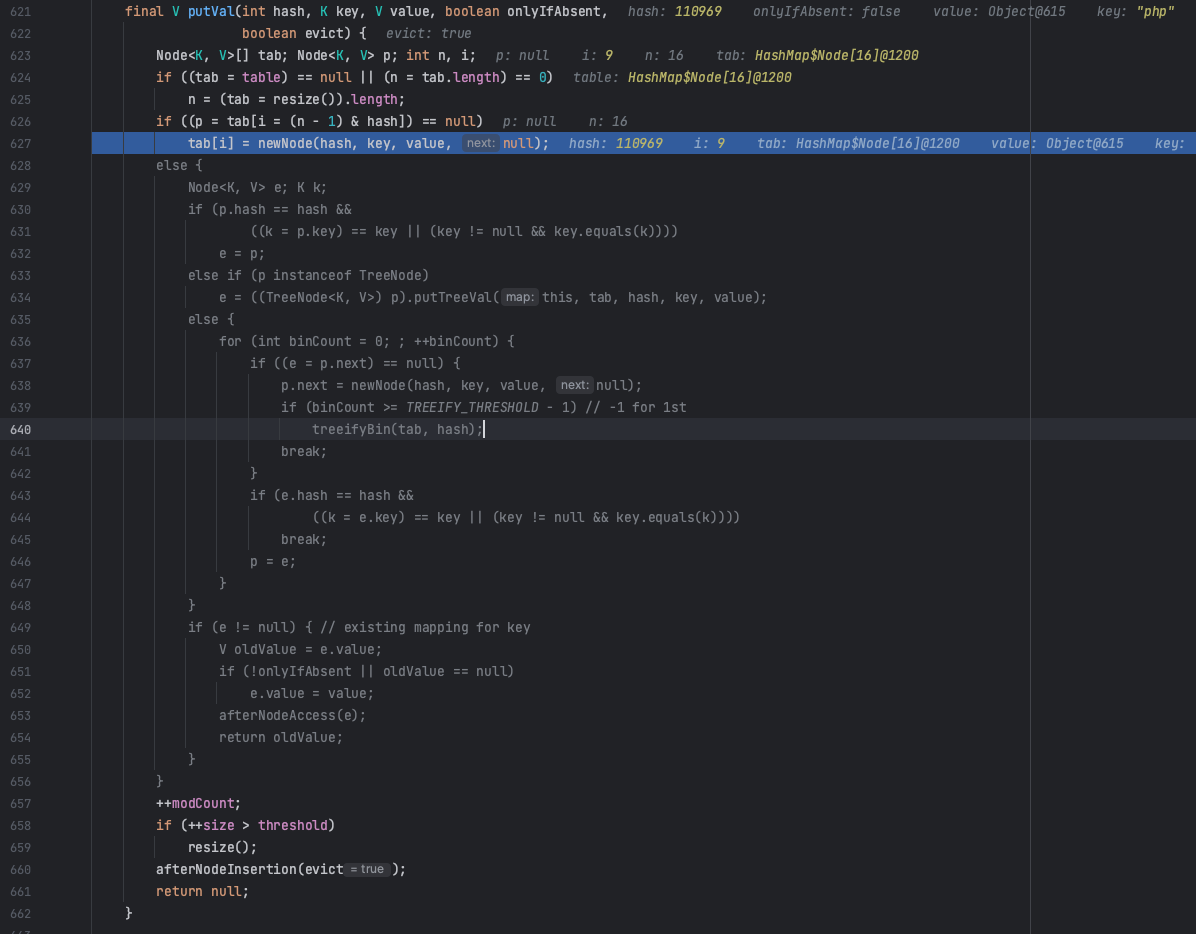 621 final V putVal(int hash, K key, V value, boolean onlyIfAbsent, hash: 110969 onlyIfAbsent: false value: Object@615 key: "php"
622 boolean evict) { evict: true
623 Node<K, V>[] tab; Node<K, V> p; int n, i; p: null i: 9 n: 16 tab: HashMap$Node[16]@1200
624 if ((tab = table) == null || (n = tab.length) == 0) table: HashMap$Node[16]@1200
625 n = (tab = resize()).length;
626 if ((p = tab[i = (n - 1) & hash]) == null) p: null n: 16
627 tab[i] = newNode(hash, key, value, next: null); hash: 110969 i: 9 tab: HashMap$Node[16]@1200 value: Object@615 key:
628 else {
629 Node<K, V> e; K k;
630 if (p.hash == hash &&
631 ((k = p.key) == key || (key != null && key.equals(k))))
632 e = p;
633 else if (p instanceof TreeNode)
634 e = ((TreeNode<K, V>) p).putTreeVal( map: this, tab, hash, key, value);
635 else {
636 for (int binCount = 0; ; ++binCount) {
637 if ((e = p.next) == null) {
638 p.next = newNode(hash, key, value, next: null);
639 if (binCount >= TREEIFY_THRESHOLD - 1) // -1 for 1st
640 treeifyBin(tab, hash);
641 break;
642 }
643 if (e.hash == hash &&
644 ((k = e.key) == key || (key != null && key.equals(k))))
645 break;
646 p = e;
647 }
648 }
649 if (e != null) { // existing mapping for key
650 V oldValue = e.value;
651 if (!onlyIfAbsent || oldValue == null)
652 e.value = value;
653 afterNodeAccess(e);
654 return oldValue;
655 }
656 }
657 ++modCount;
658 if (++size > threshold)
659 resize();
660 afterNodeInsertion(evict = true );
661 return null;
662 }